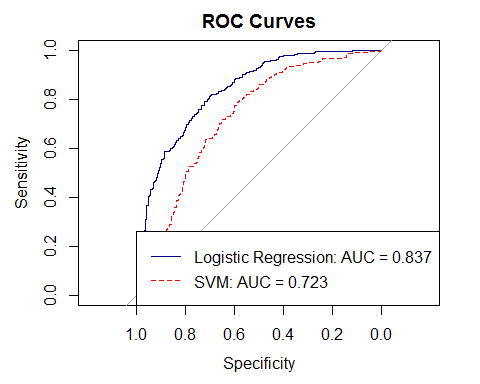 ROC Curves
Sensitivity
1.0
0.8
0.6
0.4
0.2
0.0
Logistic Regression: AUC = 0.837
SVM: AUC = 0.723
1.0 0.8 0.6 0.4 0.2 0.0
Specificity